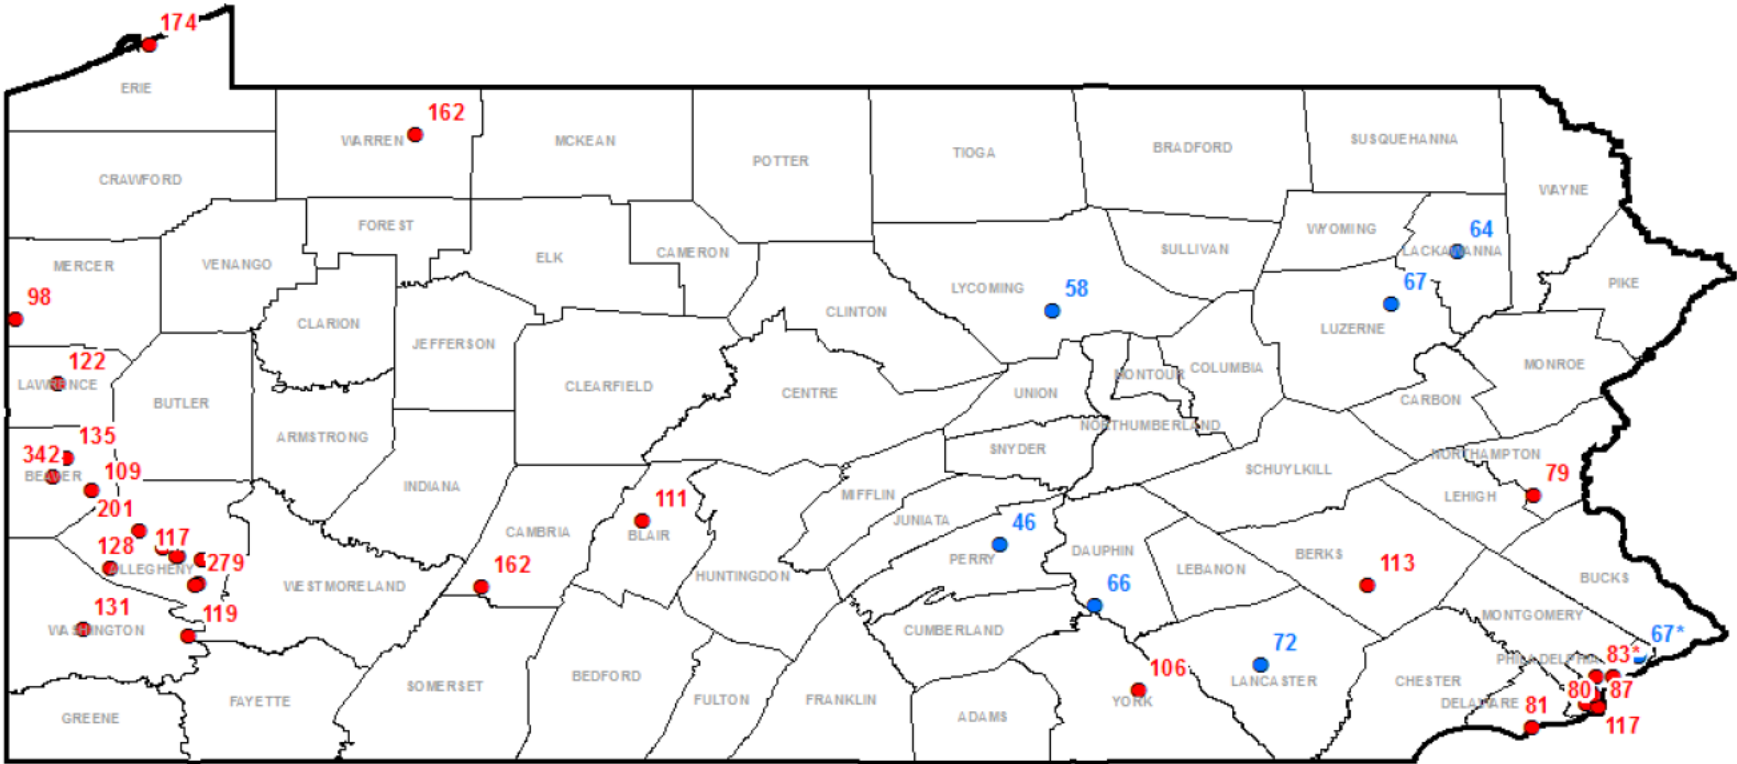 174
ERIE
162
WARREN
MCKEAN
POTTER
TIOGA
BRADFORD
SUSQUEHANNA
WAYNE
CRAWFORD
FOREST
MERCER
VENANGO
ELK
CAMERON
SULLIVAN
WYOMING
64
LACKAWANNA
98
CLARION
JEFFERSON
CLINTON
LYCOMING
58
67
LUZERNE
PIKE
122
LAWRENCE
BUTLER
CLEARFIELD
CENTRE
UNION
MONTOUR
COLUMBIA
CARBON
MONROE
135
342
BEAVER
109
ARMSTRONG
INDIANA
SNYDER
NORTHUMBERLAND
SCHUYLKILL
NORTHAMPTON
79
LEHIGH
201
117
128
ALLEGHENY
279
WESTMORELAND
CAMBRIA
162
111
BLAIR
HUNTINGDON
MIFFLIN
JUNIATA
46
PERRY
DAUPHIN
66
LEBANON
BERKS
113
BUCKS
131
WASHINGTON
119
CUMBERLAND
MONTGOMERY
67*
PHILADELPHIA
83*
GREENE
FAYETTE
SOMERSET
BEDFORD
FULTON
FRANKLIN
ADAMS
106
YORK
72
LANCASTER
CHESTER
DELAWARE
80
87
81
117